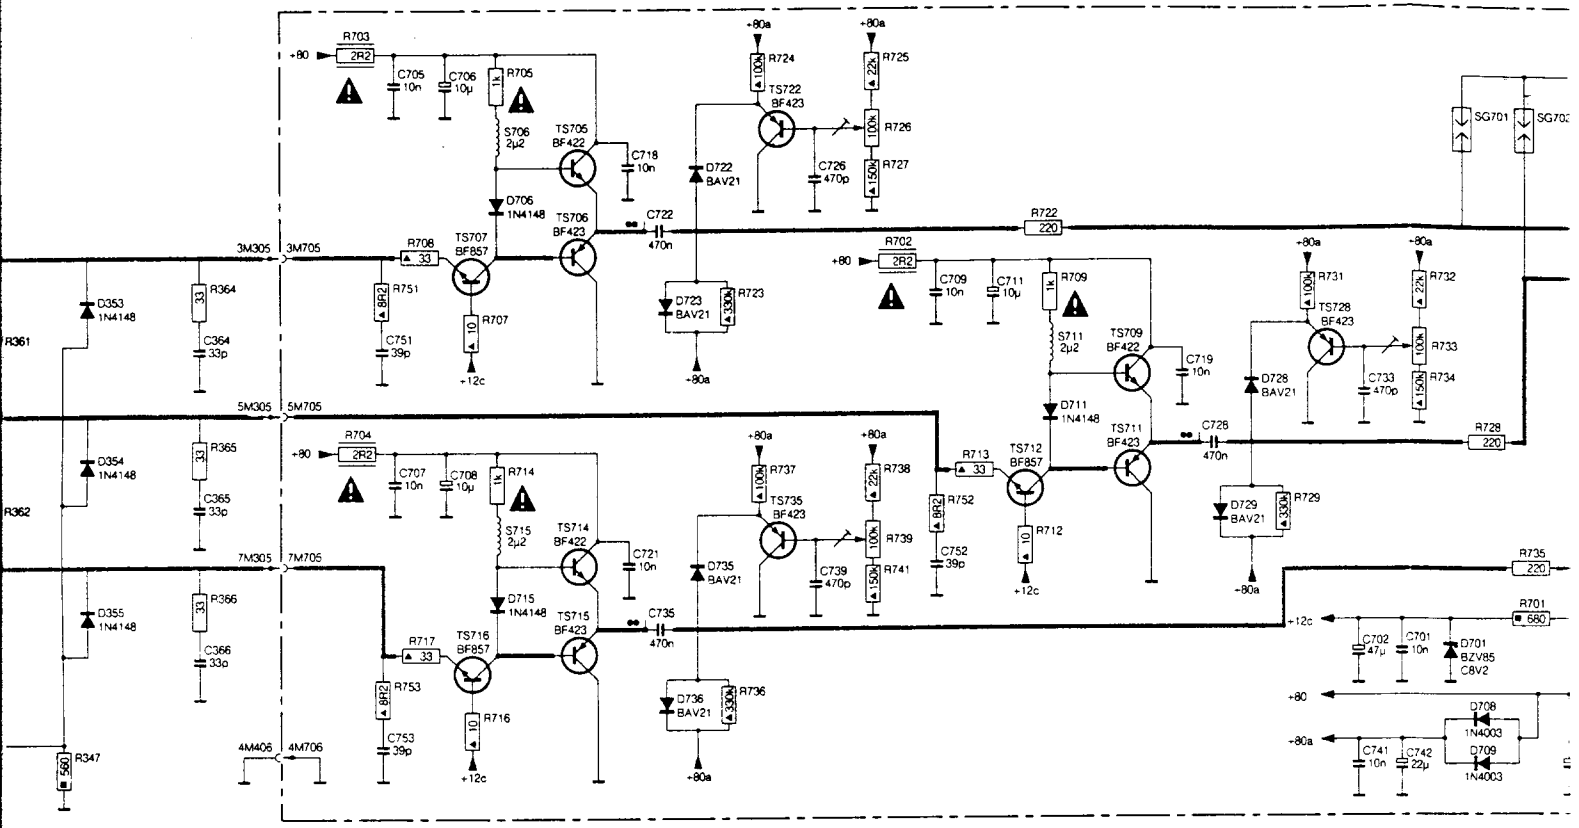 +80
R703
2R2
C705
10n
C706
10µ
R705
1k
S706
2µ2
TS705
BF422
C718
10n
D706
1N4148
TS706
BF423
C722
470n
3M305
3M705
R708
33
TS707
BF857
R751
8R2
C751
39p
R707
10
+12c
+80a
R724
100k
TS722
BF423
D722
BAV21
C726
470p
+80a
R725
22k
R726
100k
R727
150k
D723
BAV21
R723
330k
+80a
R722
220
SG701
D353
1N4148
R364
33
C364
33p
R361
+80
R702
2R2
C709
10n
C711
10µ
R709
1k
S711
2µ2
TS709
BF422
C719
10n
D711
1N4148
TS711
BF423
C728
470n
+80a
R731
100k
TS728
BF423
D728
BAV21
C733
470p
+80a
R732
22k
R733
100k
R734
150k
R728
220
D729
BAV21
R729
330k
+80a
5M305
5M705
R713
33
TS712
BF857
R752
8R2
C752
39p
R712
10
+12c
D354
1N4148
R365
33
C365
33p
R362
+80
R704
2R2
C707
10n
C708
10µ
R714
1k
S715
2µ2
TS714
BF422
C721
10n
D715
1N4148
TS715
BF423
C735
470n
+80a
R737
100k
TS735
BF423
D735
BAV21
C739
470p
+80a
R738
22k
R739
100k
R741
150k
D736
BAV21
R736
330k
+80a
7M305
7M705
R717
33
TS716
BF857
R753
8R2
C753
39p
R716
10
+12c
D355
1N4148
R366
33
C366
33p
R347
560
4M406
4M706
R735
220
R701
680
+12c
C702
47µ
C701
10n
D701
BZV85
C8V2
+80
+80a
C741
10n
C742
22µ
D708
1N4003
D709
1N4003